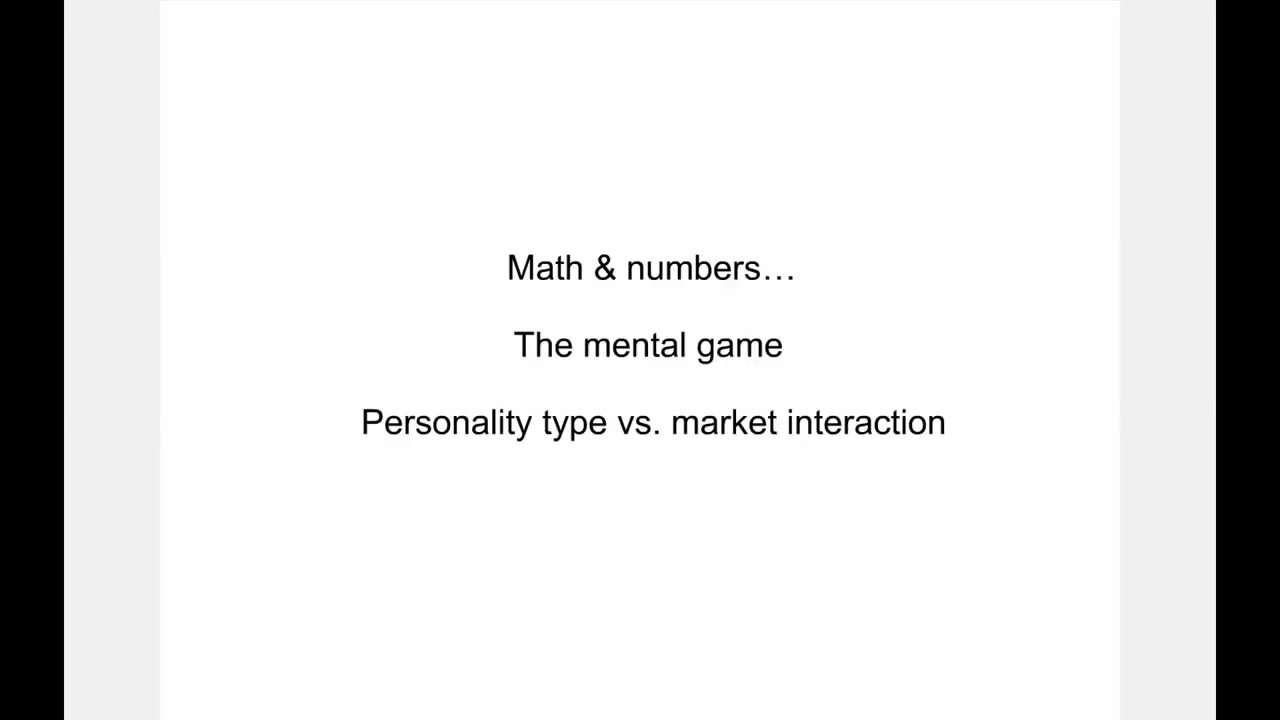 Math & numbers…
The mental game
Personality type vs. market interaction